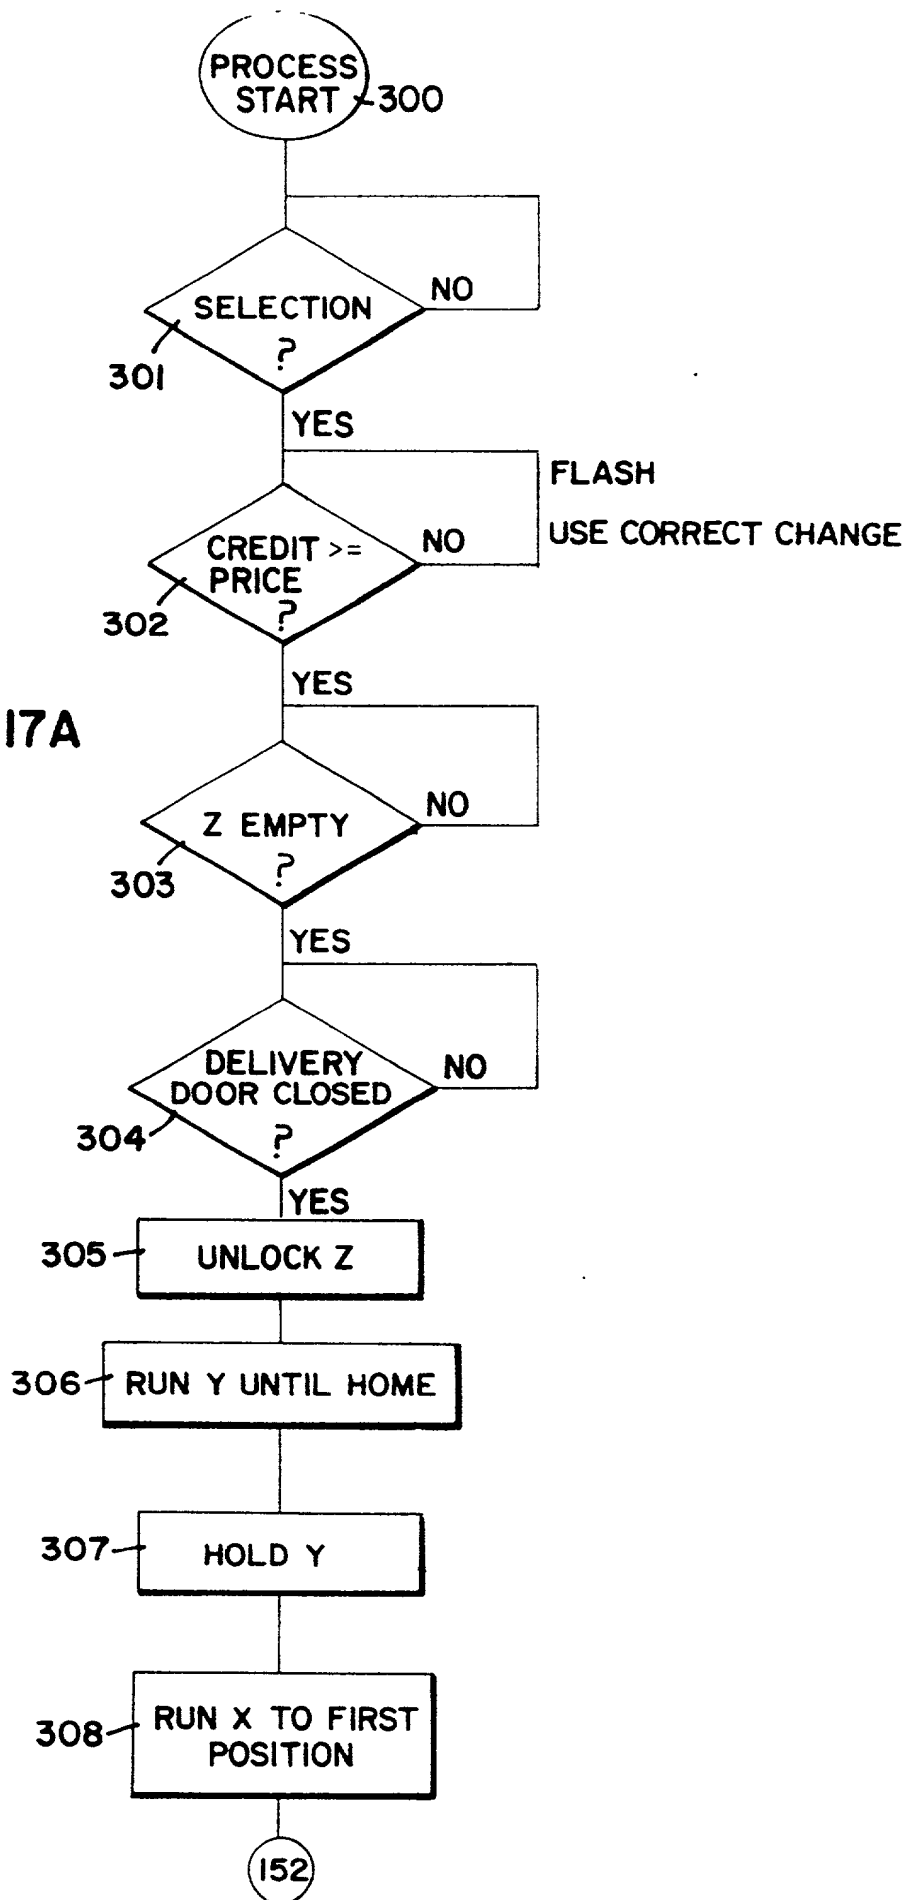 PROCESS
START
300
NO
SELECTION
?
301
YES
FLASH
USE CORRECT CHANGE
NO
CREDIT >=
PRICE
?
302
YES
17A
NO
Z EMPTY
?
303
YES
DELIVERY
DOOR CLOSED
?
NO
304
YES
305
UNLOCK Z
306
RUN Y UNTIL HOME
307
HOLD Y
308
RUN X TO FIRST
POSITION
152